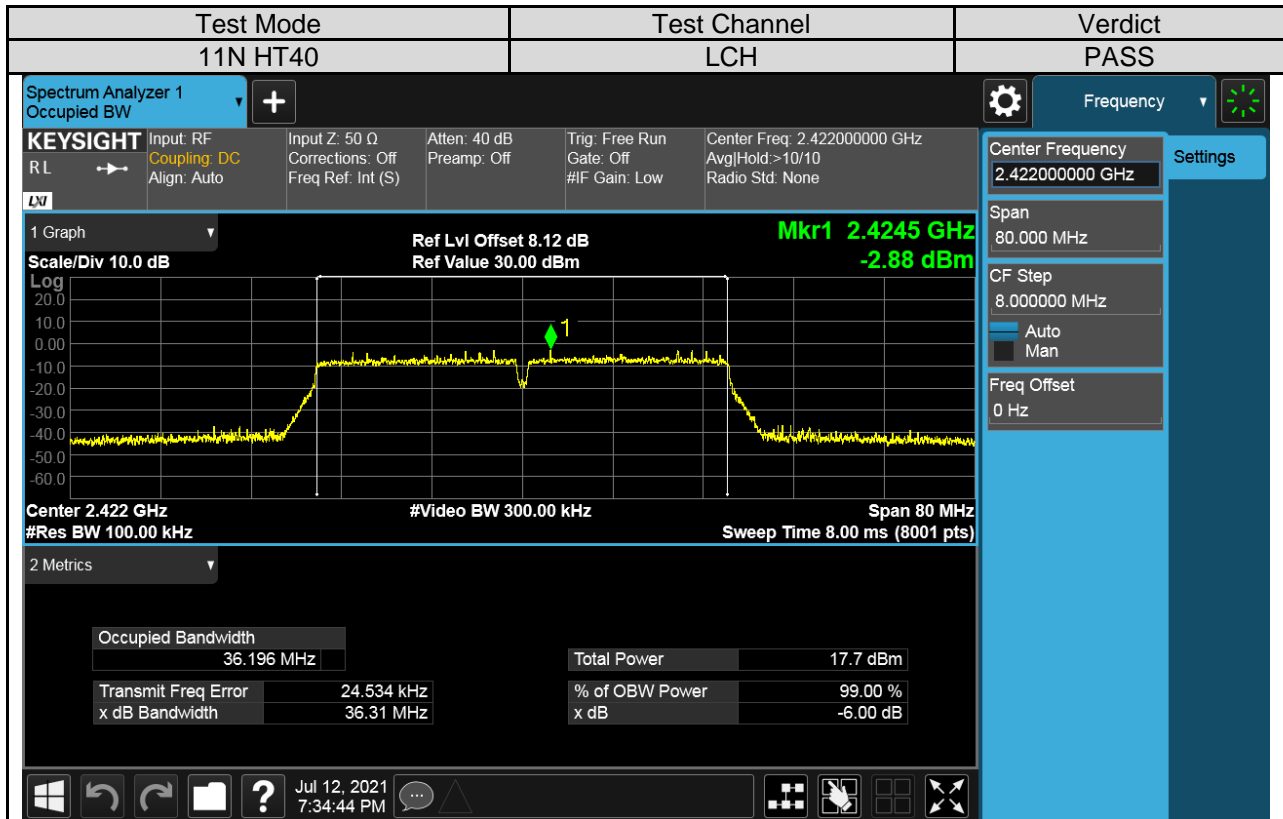 Test Mode Test Channel Verdict
11N HT40 LCH PASS
Spectrum Analyzer 1
Occupied BW
Frequency
KEYSIGHT
R L
LXI
Input: RF
Coupling: DC
Align: Auto
Input Z: 50 Ω
Corrections: Off
Freq Ref: Int (S)
Atten: 40 dB
Preamp: Off
Trig: Free Run
Gate: Off
#IF Gain: Low
Center Freq: 2.422000000 GHz
Avg|Hold:>10/10
Radio Std: None
Center Frequency
2.422000000 GHz
Settings
Span
80.000 MHz
CF Step
8.000000 MHz
Auto
Man
Freq Offset
0 Hz
1 Graph
Scale/Div 10.0 dB
Ref Lvl Offset 8.12 dB
Ref Value 30.00 dBm
Mkr1 2.4245 GHz
-2.88 dBm
Log
20.0
10.0
0.00
-10.0
-20.0
-30.0
-40.0
-50.0
-60.0
1
Center 2.422 GHz
#Res BW 100.00 kHz
#Video BW 300.00 kHz
Span 80 MHz
Sweep Time 8.00 ms (8001 pts)
2 Metrics
Occupied Bandwidth
36.196 MHz
Total Power 17.7 dBm
Transmit Freq Error 24.534 kHz
% of OBW Power 99.00 %
x dB Bandwidth 36.31 MHz
x dB -6.00 dB
?
Jul 12, 2021
7:34:44 PM